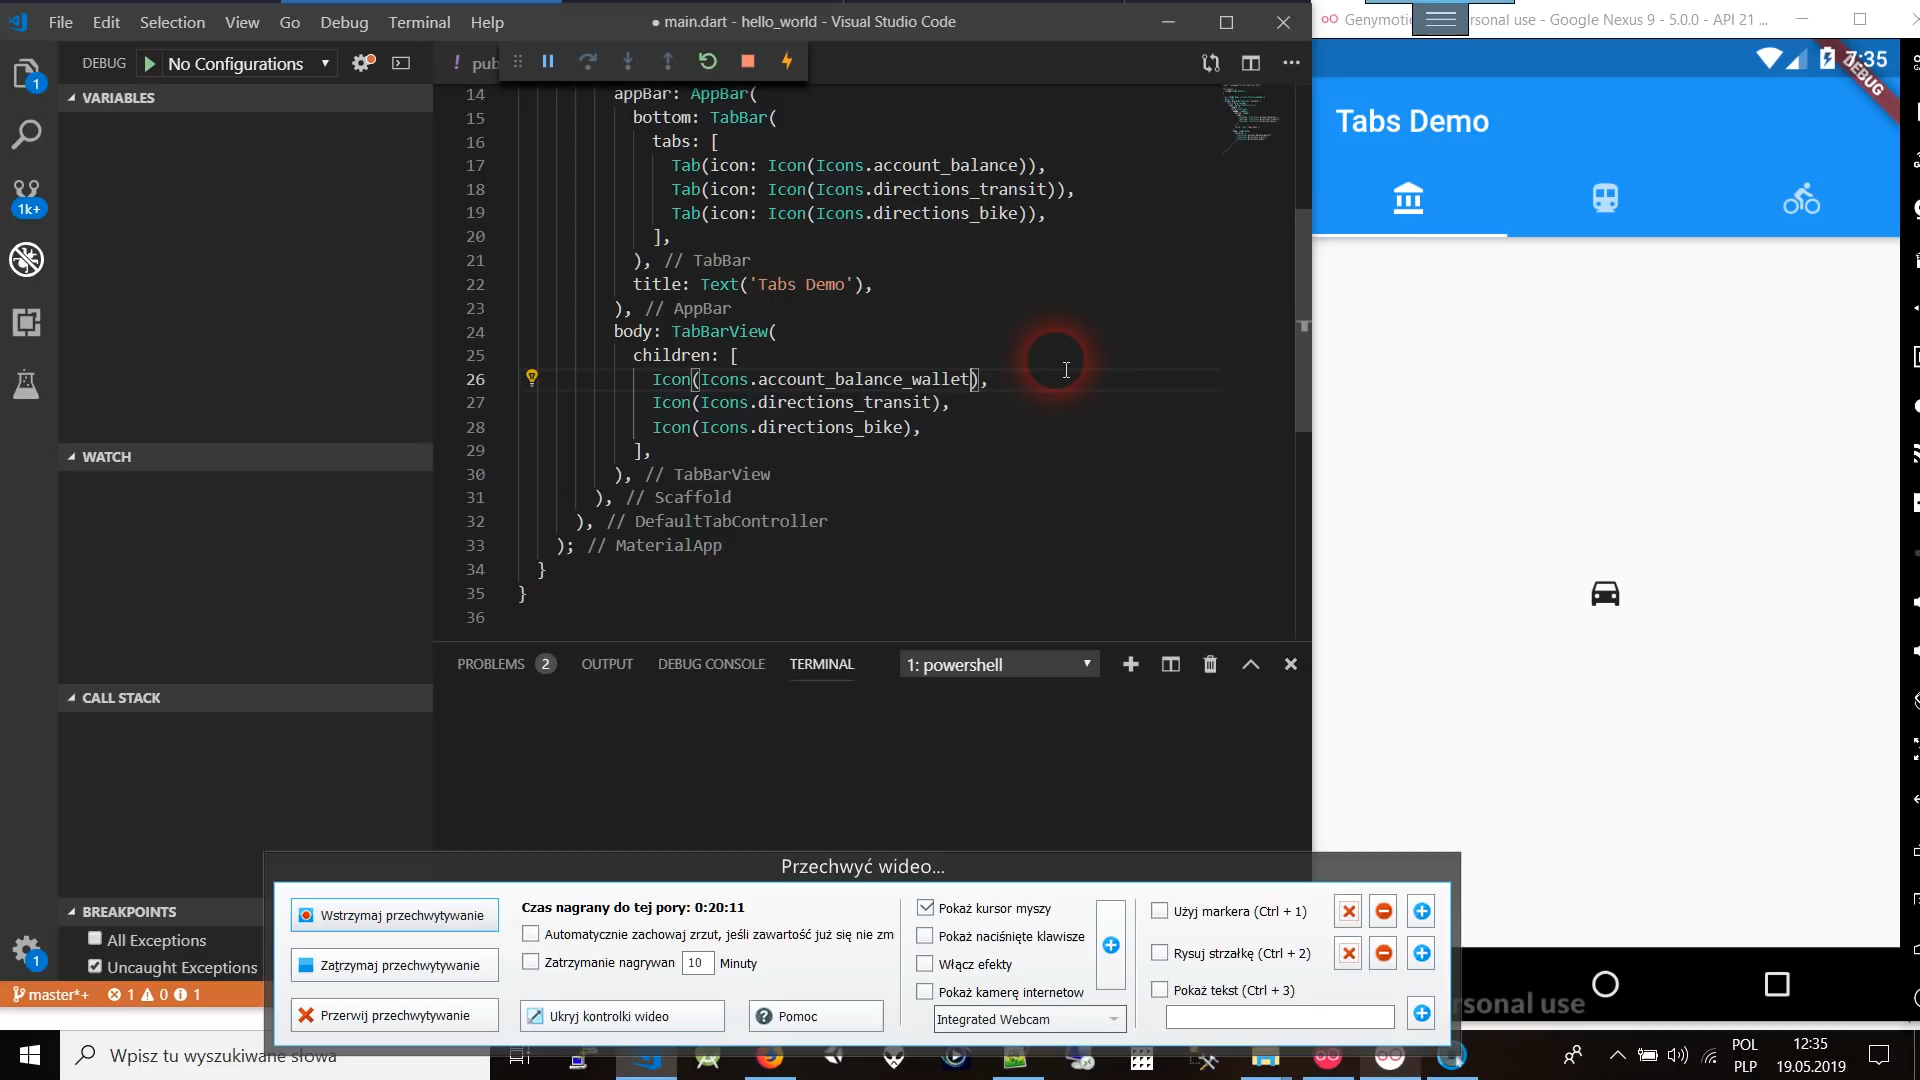 File Edit Selection View Go Debug Terminal Help
● main.dart - hello_world - Visual Studio Code
rsonal use - Google Nexus 9 - 5.0.0 - API 21 ...
DEBUG No Configurations
! pub
7:35
DEBUG
1
VARIABLES
Tabs Demo
14 appBar: AppBar(
15 bottom: TabBar(
16 tabs: [
17 Tab(icon: Icon(Icons.account_balance)),
18 Tab(icon: Icon(Icons.directions_transit)),
19 Tab(icon: Icon(Icons.directions_bike)),
20 ],
21 ), // TabBar
22 title: Text('Tabs Demo'),
23 ), // AppBar
24 body: TabBarView(
25 children: [
26 Icon(Icons.account_balance_wallet),
27 Icon(Icons.directions_transit),
28 Icon(Icons.directions_bike),
29 ],
30 ), // TabBarView
31 ), // Scaffold
32 ), // DefaultTabController
33 ); // MaterialApp
34 }
35 }
36
1k+
WATCH
CALL STACK
BREAKPOINTS
All Exceptions
Uncaught Exceptions
1
master*+ 1 0 1
PROBLEMS 2 OUTPUT DEBUG CONSOLE TERMINAL 1: powershell
Przechwyć wideo...
Wstrzymaj przechwytywanie
Zatrzymaj przechwytywanie
Przerwij przechwytywanie
Czas nagrany do tej pory: 0:20:11
Automatycznie zachowaj zrzut, jeśli zawartość już się nie zm
Zatrzymanie nagrywan 10 Minuty
Ukryj kontrolki wideo
Pomoc
Pokaż kursor myszy
Pokaż naciśnięte klawisze
Włącz efekty
Pokaż kamerę internetow
Integrated Webcam
Użyj markera (Ctrl + 1)
Rysuj strzałkę (Ctrl + 2)
Pokaż tekst (Ctrl + 3)
rsonal use
Wpisz tu wyszukiwane słowa
POL
PLP
12:35
19.05.2019